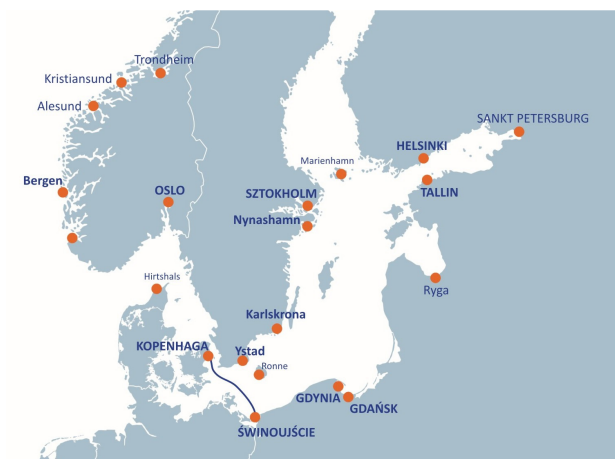 Trondheim
Kristiansund
Alesund
SANKT PETERSBURG
HELSINKI
Marienhamn
Bergen
OSLO
SZTOKHOLM
TALLIN
Nynashamn
Hirtshals
Ryga
Karlskrona
KOPENHAGA
Ystad
Ronne
GDYNIA
GDAŃSK
ŚWINOUJŚCIE